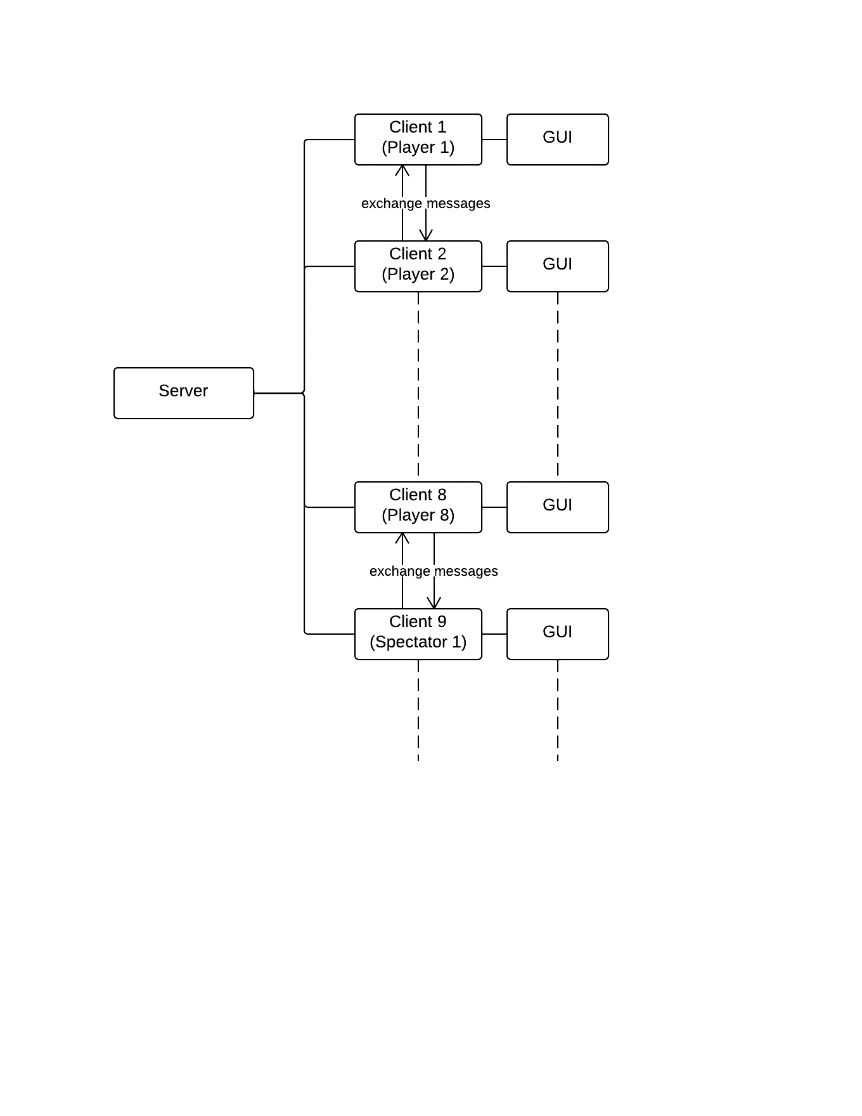 Client 1
(Player 1)
GUI
exchange messages
Client 2
(Player 2)
GUI
Server
Client 8
(Player 8)
GUI
exchange messages
Client 9
(Spectator 1)
GUI